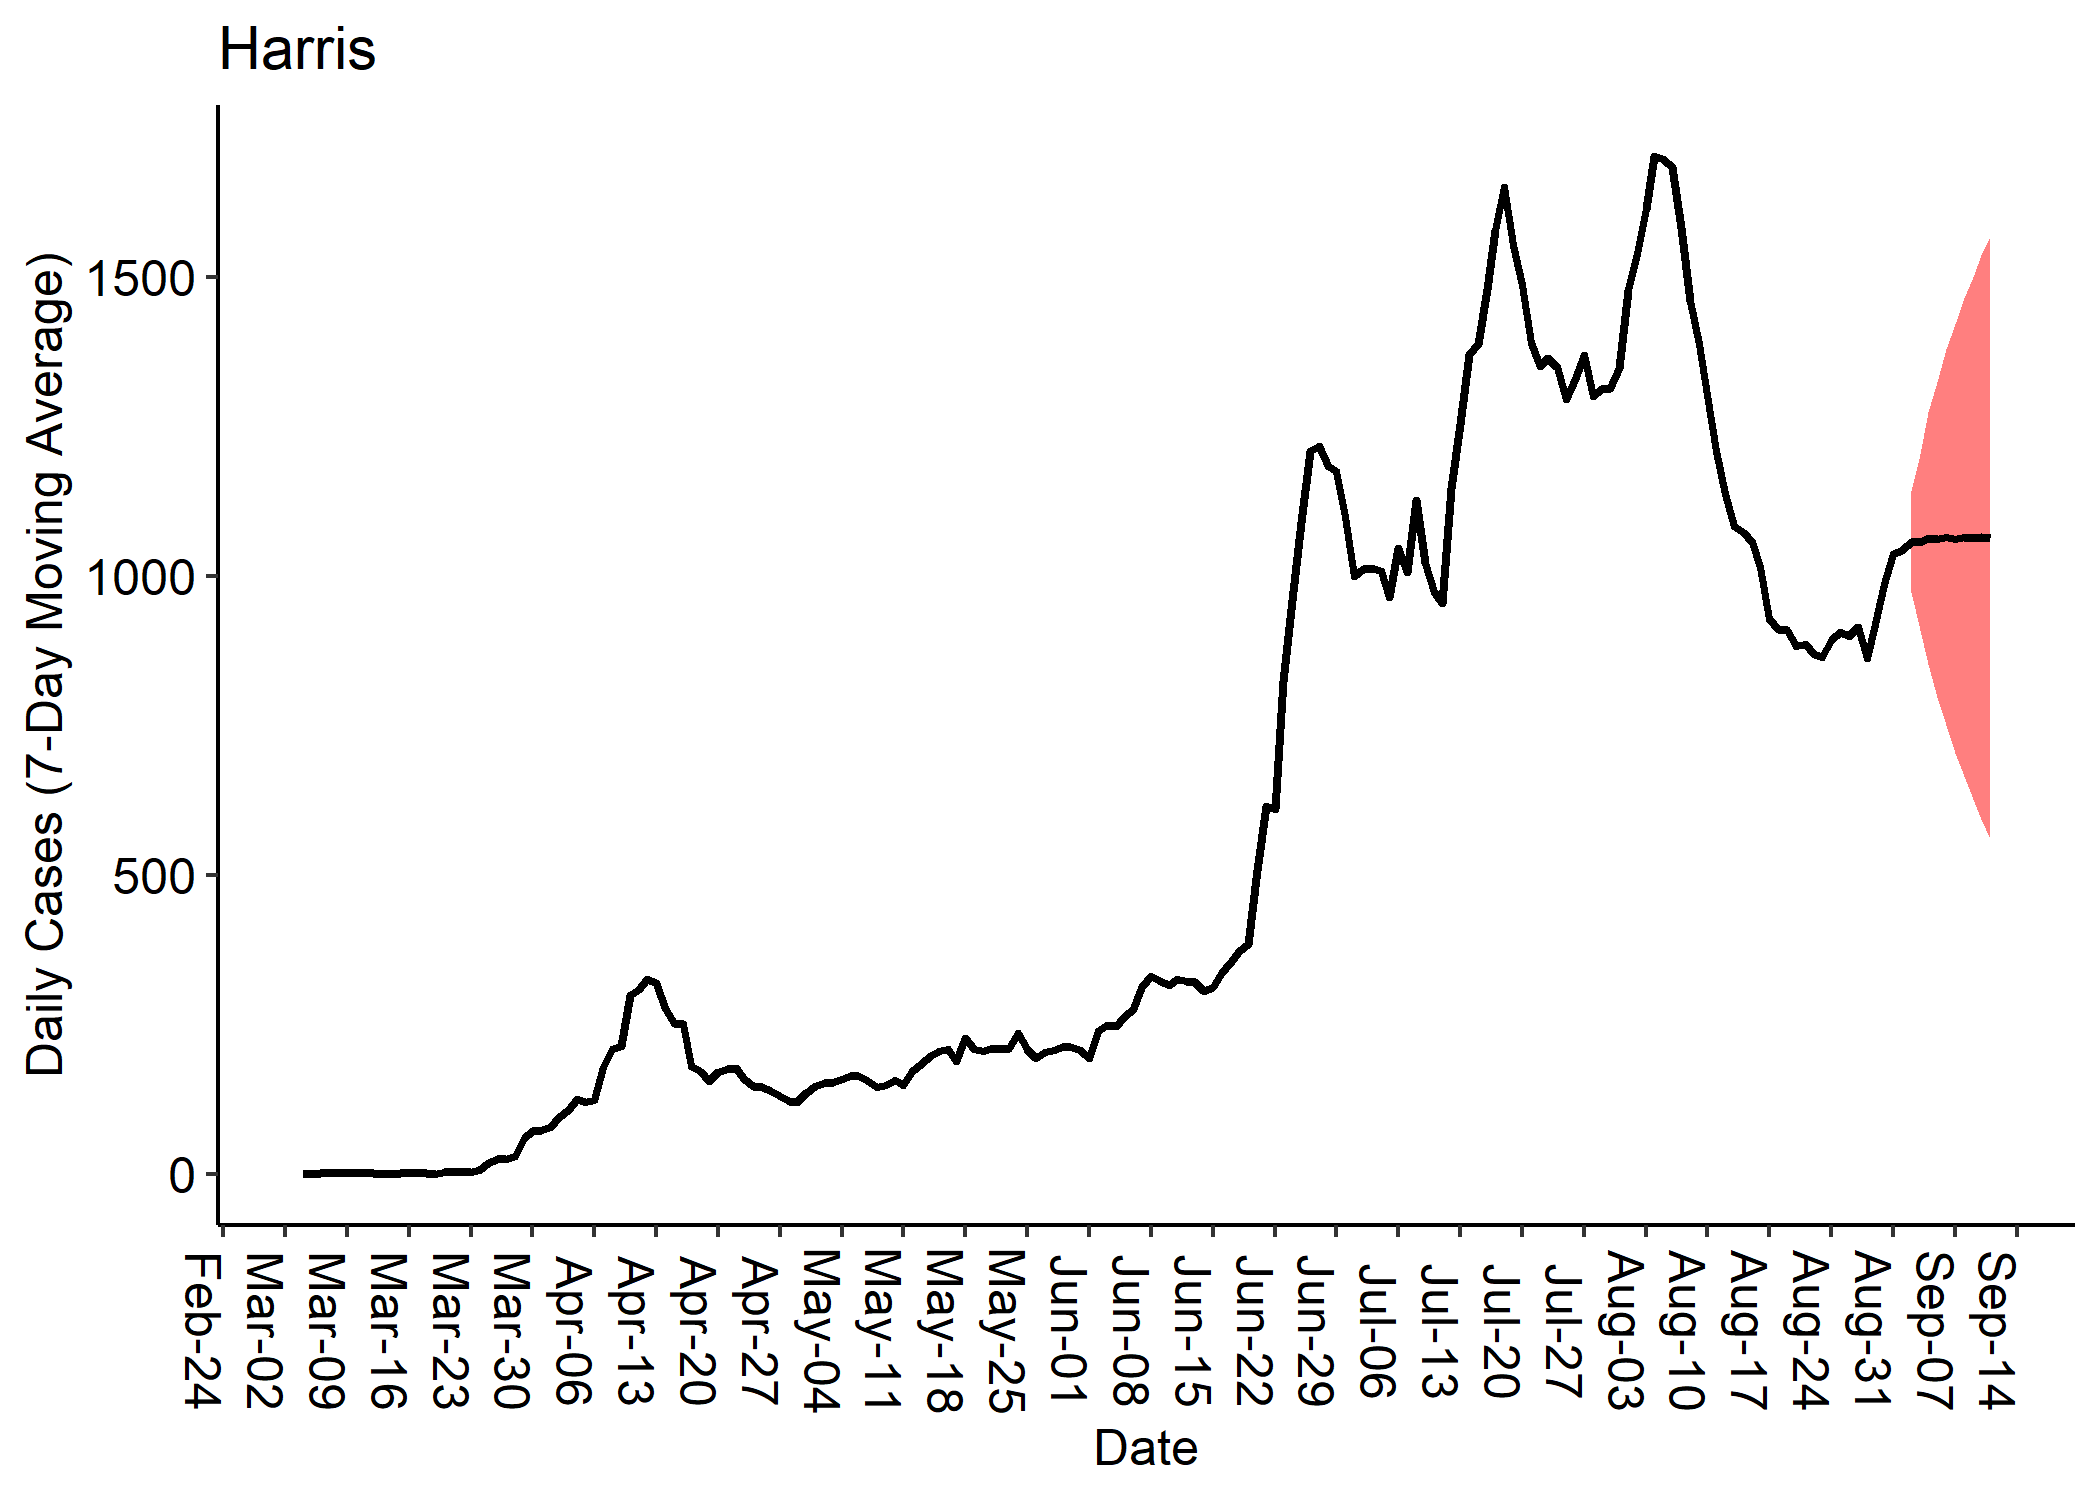 Harris
Daily Cases (7-Day Moving Average)
1500
1000
500
0
Feb-24
Mar-02
Mar-09
Mar-16
Mar-23
Mar-30
Apr-06
Apr-13
Apr-20
Apr-27
May-04
May-11
May-18
May-25
Jun-01
Jun-08
Jun-15
Jun-22
Jun-29
Jul-06
Jul-13
Jul-20
Jul-27
Aug-03
Aug-10
Aug-17
Aug-24
Aug-31
Sep-07
Sep-14
Date